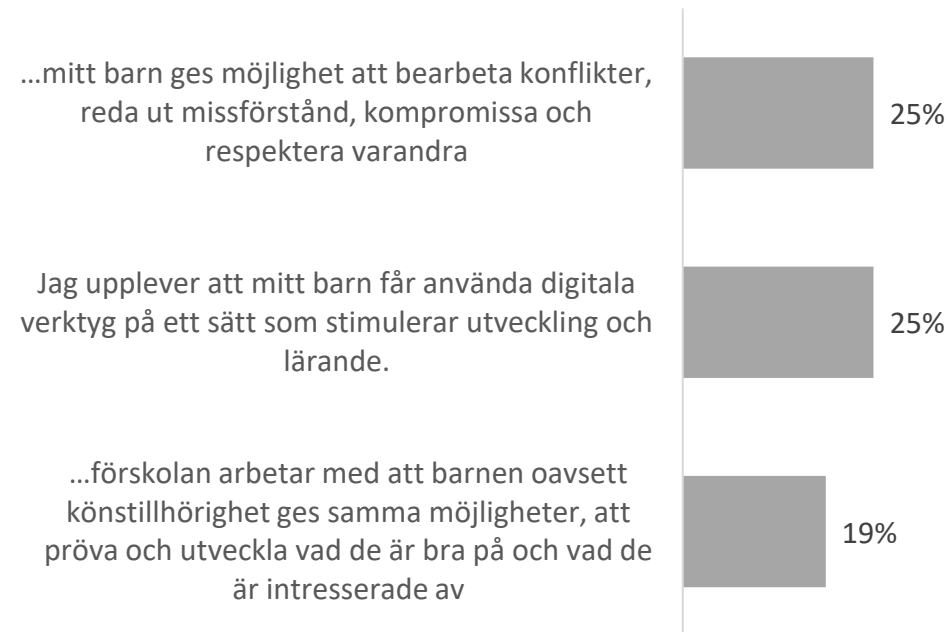 ...mitt barn ges möjlighet att bearbeta konflikter,
reda ut missförstånd, kompromissa och
respektera varandra
25%
Jag upplever att mitt barn får använda digitala
verktyg på ett sätt som stimulerar utveckling och
lärande.
25%
...förskolan arbetar med att barnen oavsett
könstillhörighet ges samma möjligheter, att
pröva och utveckla vad de är bra på och vad de
är intresserade av
19%